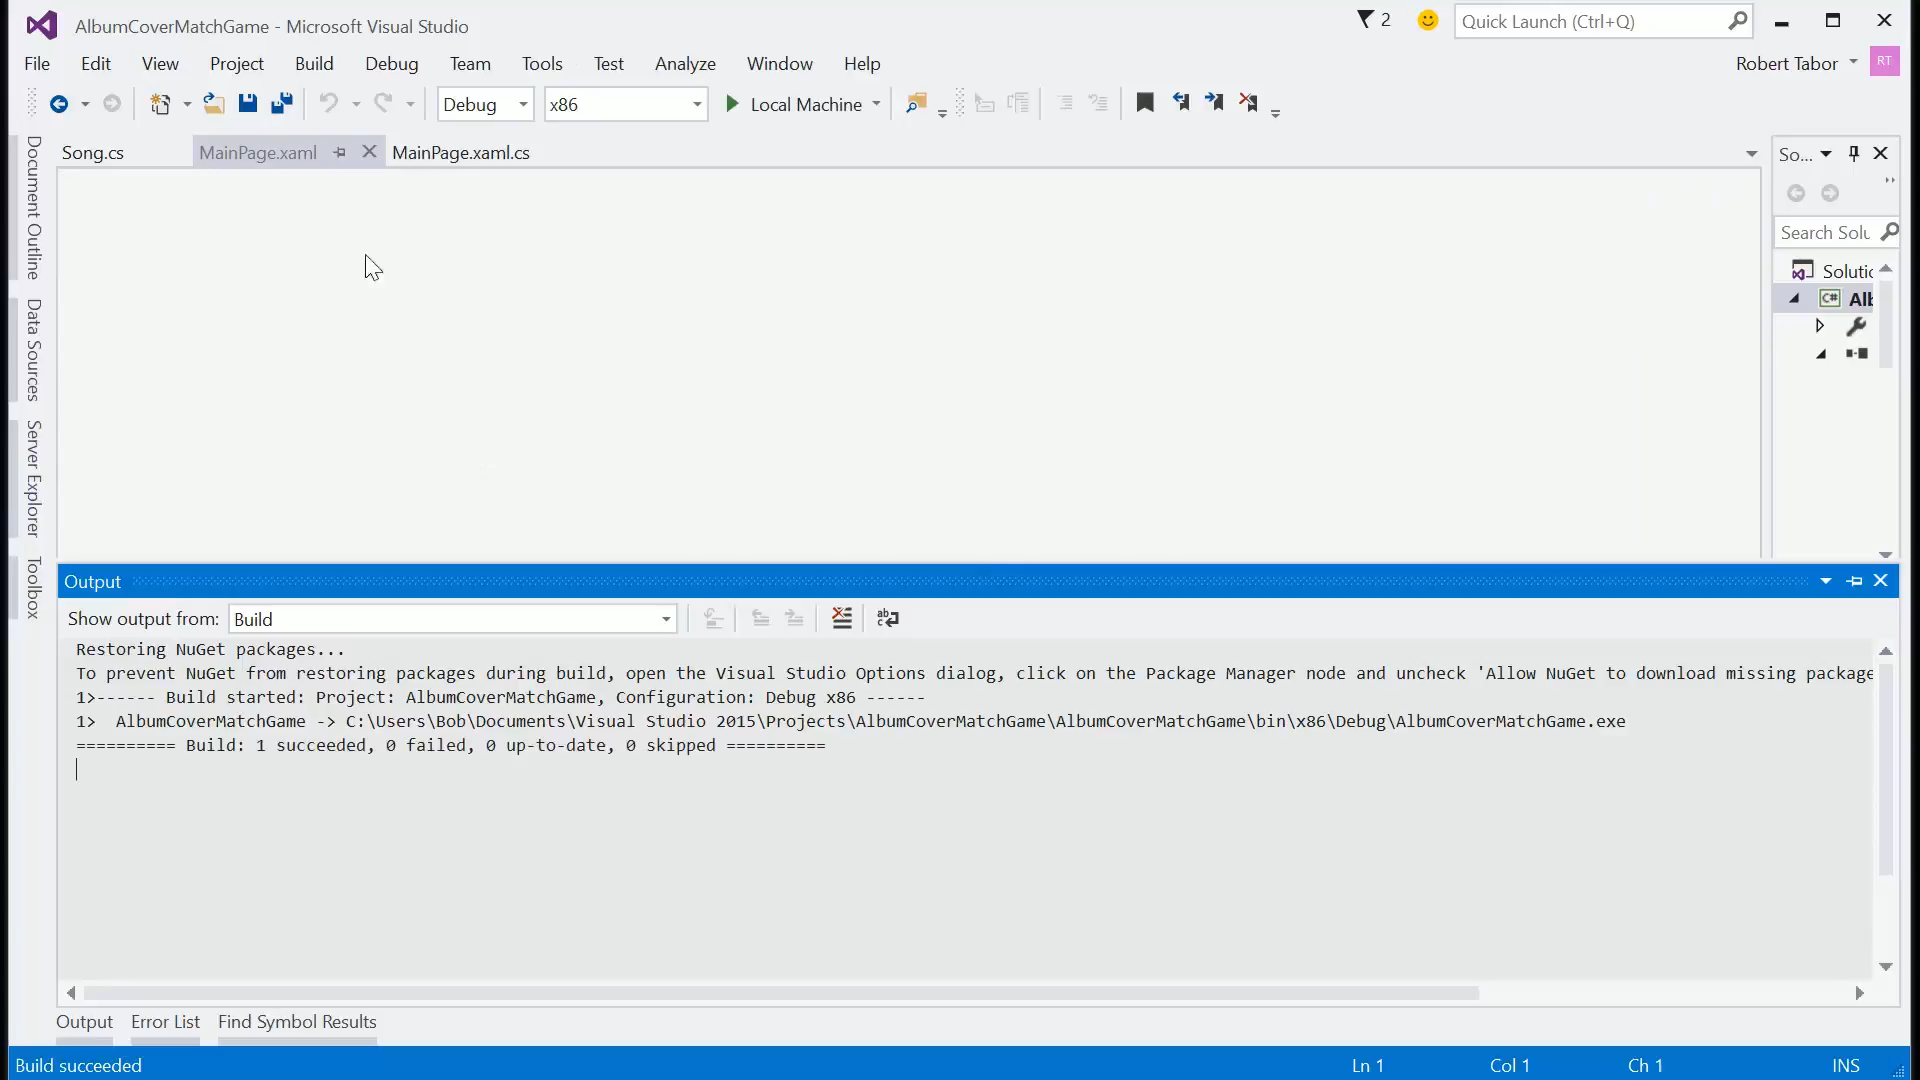 AlbumCoverMatchGame - Microsoft Visual Studio
2
Quick Launch (Ctrl+Q)
File Edit View Project Build Debug Team Tools Test Analyze Window Help
Robert Tabor RT
Debug x86 Local Machine
Song.cs MainPage.xaml MainPage.xaml.cs
So...
Search Solu
Solutio
C# Alb
Document Outline
Data Sources
Server Explorer
Toolbox
Output
Show output from: Build
Restoring NuGet packages...
To prevent NuGet from restoring packages during build, open the Visual Studio Options dialog, click on the Package Manager node and uncheck 'Allow NuGet to download missing package
1>------ Build started: Project: AlbumCoverMatchGame, Configuration: Debug x86 ------
1>  AlbumCoverMatchGame -> C:\Users\Bob\Documents\Visual Studio 2015\Projects\AlbumCoverMatchGame\AlbumCoverMatchGame\bin\x86\Debug\AlbumCoverMatchGame.exe
========== Build: 1 succeeded, 0 failed, 0 up-to-date, 0 skipped ==========
Output Error List Find Symbol Results
Build succeeded Ln 1 Col 1 Ch 1 INS